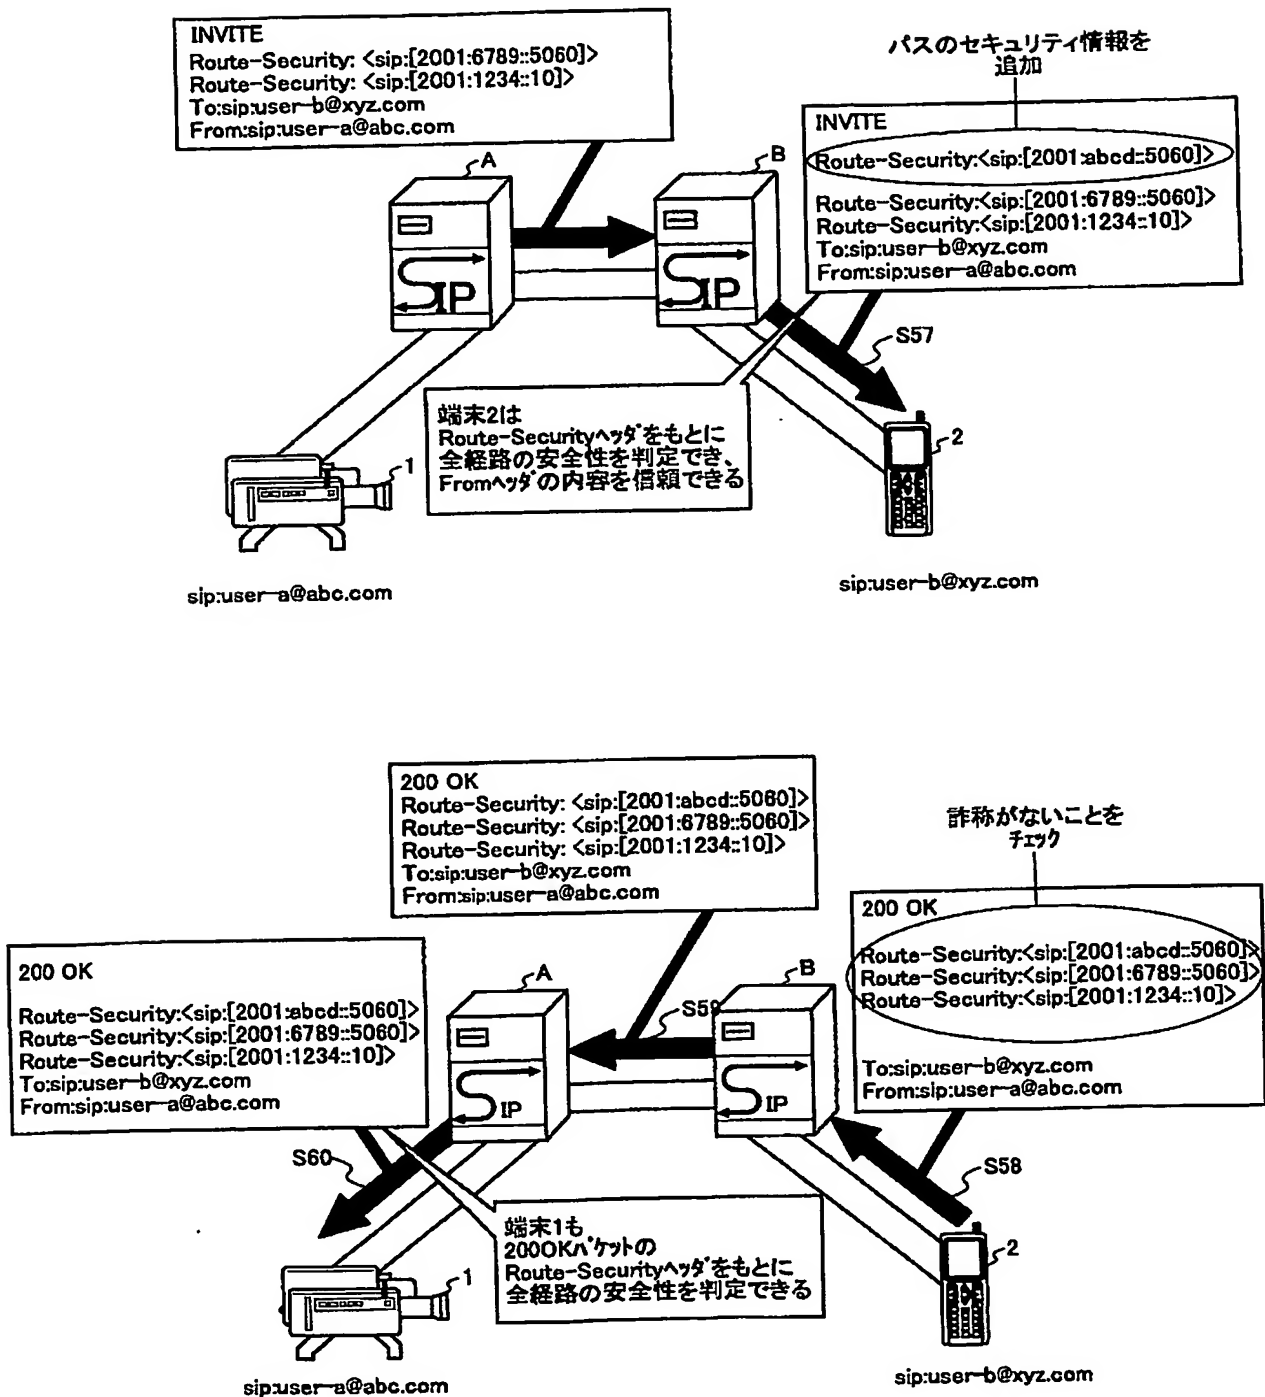 INVITE
Route-Security: <sip:[2001:6789::5060]>
Route-Security: <sip:[2001:1234::10]>
To:sip:user-b@xyz.com
From:sip:user-a@abc.com
パスのセキュリティ情報を
追加
INVITE
Route-Security:<sip:[2001:abcd::5060]>
Route-Security:<sip:[2001:6789::5060]>
Route-Security:<sip:[2001:1234::10]>
To:sip:user-b@xyz.com
From:sip:user-a@abc.com
A
B
SIP
SIP
S57
端末2は
Route-Securityヘッダをもとに
全経路の安全性を判定でき、
Fromヘッダの内容を信頼できる
1
2
sip:user-a@abc.com
sip:user-b@xyz.com
200 OK
Route-Security: <sip:[2001:abcd::5060]>
Route-Security: <sip:[2001:6789::5060]>
Route-Security: <sip:[2001:1234::10]>
To:sip:user-b@xyz.com
From:sip:user-a@abc.com
詐称がないことを
チェック
200 OK
Route-Security:<sip:[2001:abcd::5060]>
Route-Security:<sip:[2001:6789::5060]>
Route-Security:<sip:[2001:1234::10]>
To:sip:user-b@xyz.com
From:sip:user-a@abc.com
200 OK
Route-Security:<sip:[2001:abcd::5060]>
Route-Security:<sip:[2001:6789::5060]>
Route-Security:<sip:[2001:1234::10]>
To:sip:user-b@xyz.com
From:sip:user-a@abc.com
A
B
S59
SIP
SIP
S60
S58
端末1も
200OKパケットの
Route-Securityヘッダをもとに
全経路の安全性を判定できる
1
2
sip:user-a@abc.com
sip:user-b@xyz.com